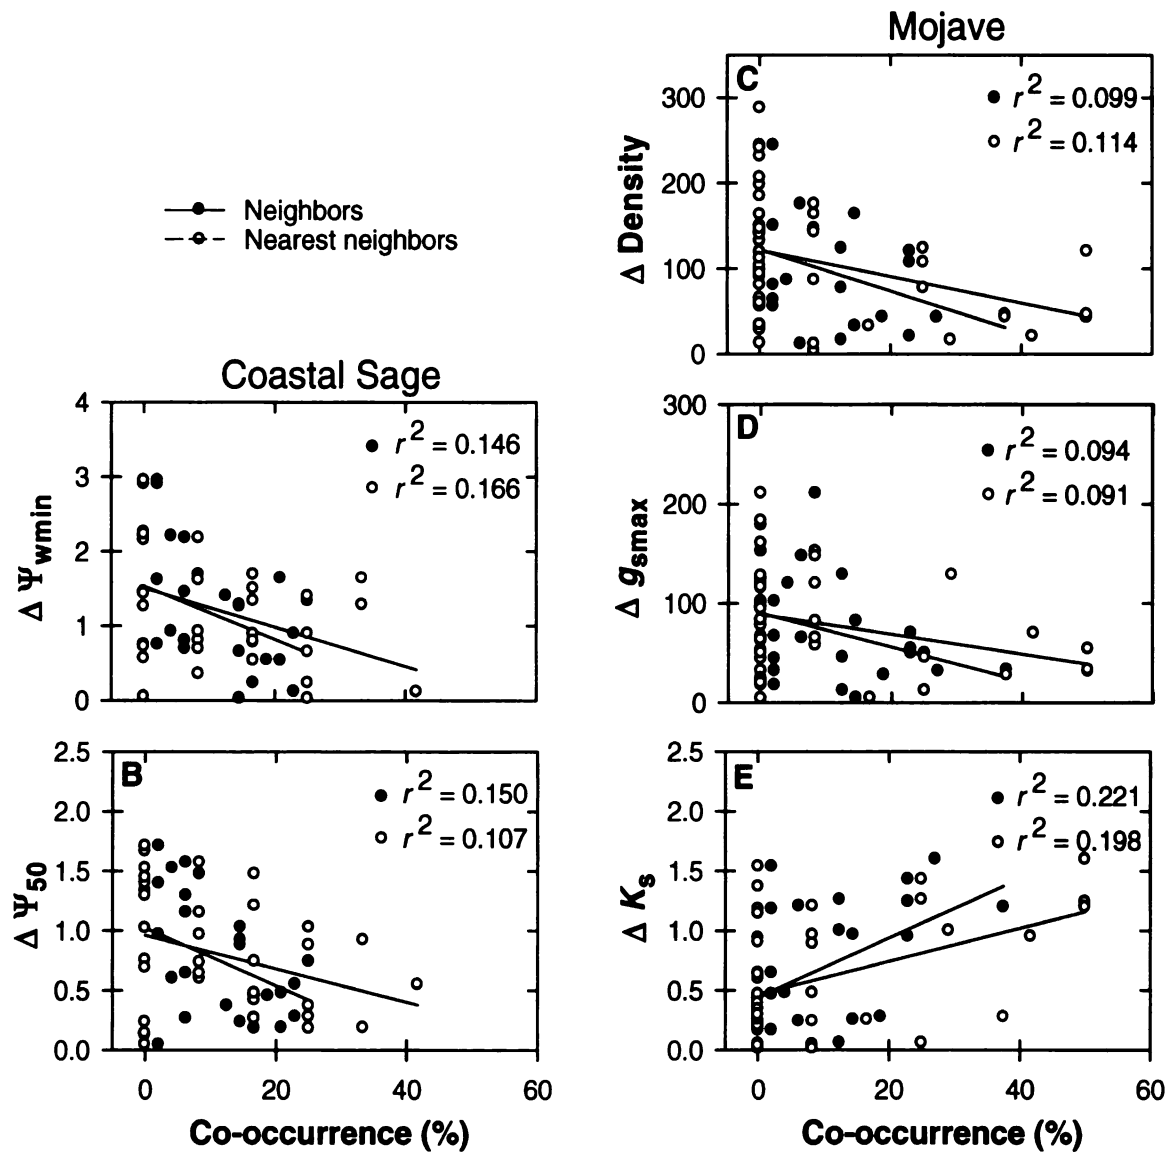 Neighbors
Nearest neighbors
Mojave
C
Δ Density
300
200
100
0
r² = 0.099
r² = 0.114
Coastal Sage
Δ Ψwmin
4
3
2
1
0
r² = 0.146
r² = 0.166
0
20
40
60
D
Δ gsmax
300
200
100
0
r² = 0.094
r² = 0.091
B
Δ Ψ50
2.5
2.0
1.5
1.0
0.5
0.0
r² = 0.150
r² = 0.107
0 20 40 60
Co-occurrence (%)
E
Δ Ks
2.5
2.0
1.5
1.0
0.5
0.0
r² = 0.221
r² = 0.198
0 20 40 60
Co-occurrence (%)